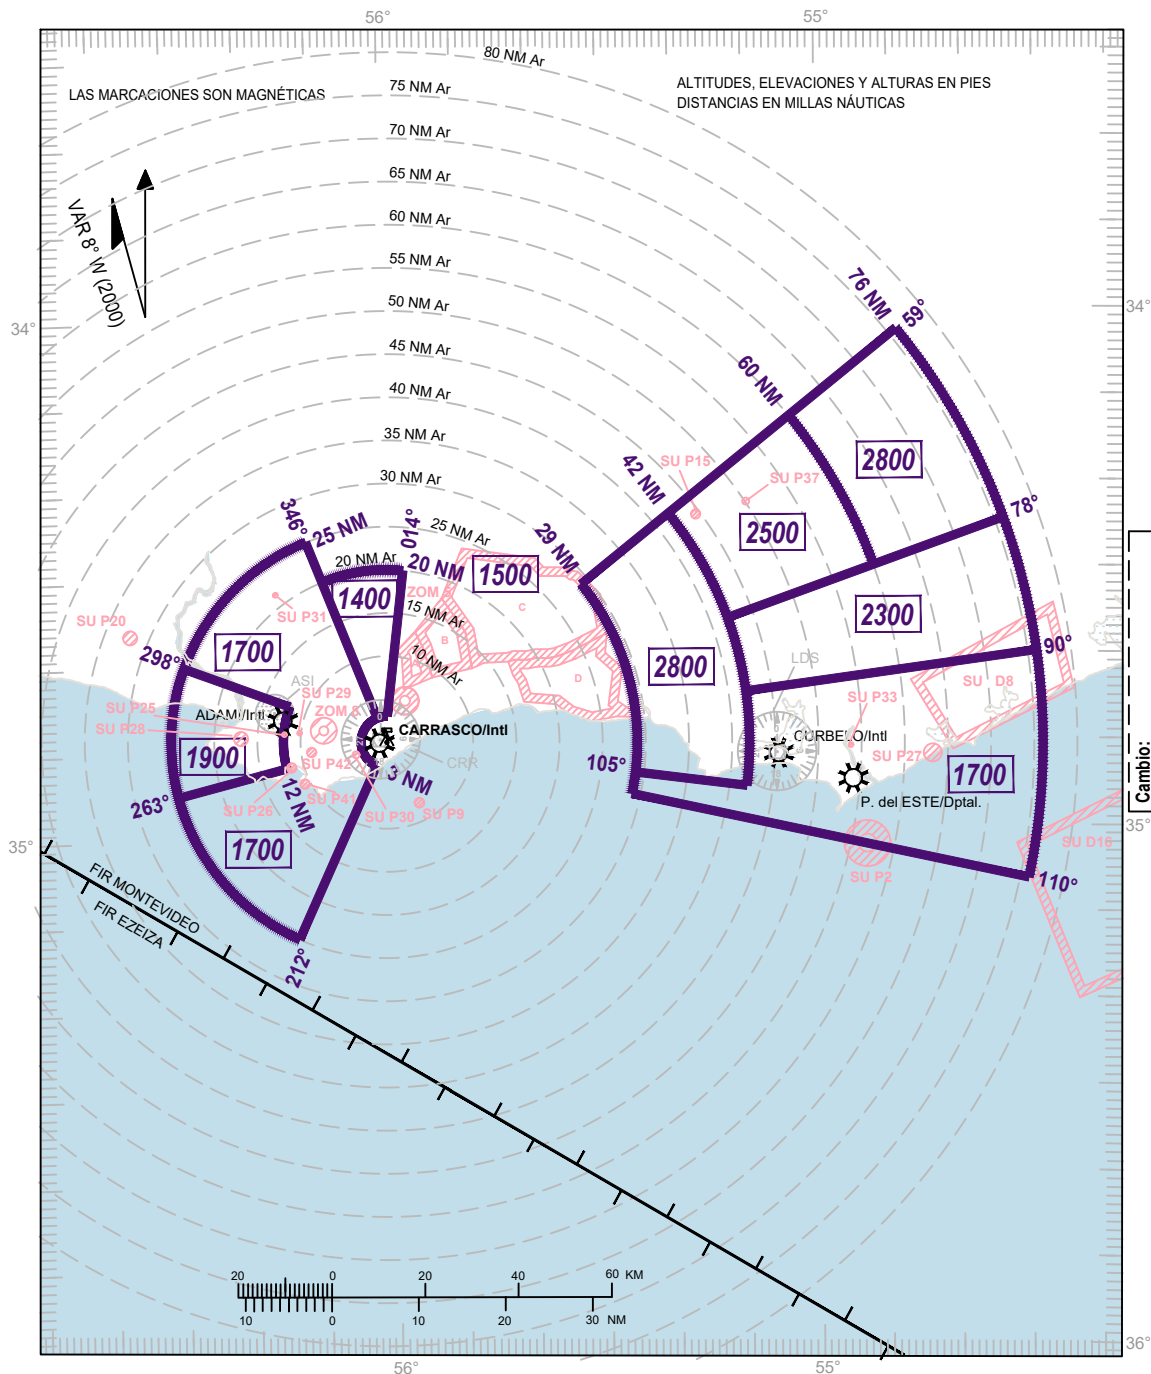 56°
55°
80 NM Ar
LAS MARCACIONES SON MAGNÉTICAS
75 NM Ar
ALTITUDES, ELEVACIONES Y ALTURAS EN PIES
DISTANCIAS EN MILLAS NÁUTICAS
70 NM Ar
65 NM Ar
VAR 8° W (2000)
60 NM Ar
55 NM Ar
50 NM Ar
76 NM
59°
34°
34°
45 NM Ar
60 NM
40 NM Ar
35 NM Ar
42 NM
SU P15
2800
30 NM Ar
SU P37
346°
25 NM
014°
25 NM Ar
29 NM
2500
78°
20 NM Ar
20 NM
1500
1400
ZOM
15 NM Ar
C
SU P31
SU P20
2300
B
298°
1700
10 NM Ar
2800
90°
LDS
ASI
SU P29
D
SU D8
SU P25
ADAMI/Intl
ZOM A
SU P33
SU P28
CARRASCO/Intl
CURBELO/Intl
SU P27
1900
SU P42
CRR
105°
3 NM
1700
Cambio:
263°
SU P26
12 NM
SU P41
SU P30
SU P9
P. del ESTE/Dptal.
35°
1700
SU D16
35°
SU P2
FIR MONTEVIDEO
110°
FIR EZEIZA
212°
20 0 20 40 60 KM
10 0 10 20 30 NM
36°
56°
55°